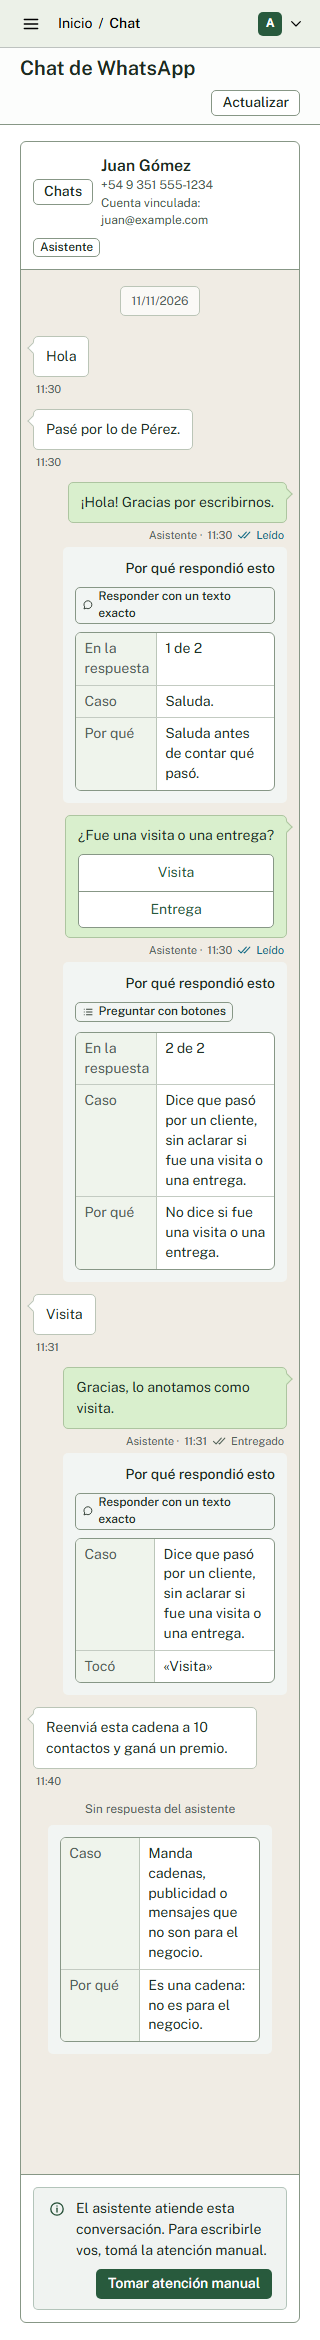 Inicio / Chat
A
Chat de WhatsApp
Actualizar
Juan Gómez
Chats
+54 9 351 555-1234
Cuenta vinculada:
juan@example.com
Asistente
11/11/2026
Hola
11:30
Pasé por lo de Pérez.
11:30
¡Hola! Gracias por escribirnos.
Asistente · 11:30 Leído
Por qué respondió esto
Responder con un texto
exacto
En la
respuesta
1 de 2
Caso
Saluda.
Por qué
Saluda antes
de contar qué
pasó.
¿Fue una visita o una entrega?
Visita
Entrega
Asistente · 11:30 Leído
Por qué respondió esto
Preguntar con botones
En la
respuesta
2 de 2
Caso
Dice que pasó
por un cliente,
sin aclarar si
fue una visita o
una entrega.
Por qué
No dice si fue
una visita o una
entrega.
Visita
11:31
Gracias, lo anotamos como
visita.
Asistente · 11:31 Entregado
Por qué respondió esto
Responder con un texto
exacto
Caso
Dice que pasó
por un cliente,
sin aclarar si
fue una visita o
una entrega.
Tocó
«Visita»
Reenviá esta cadena a 10
contactos y ganá un premio.
11:40
Sin respuesta del asistente
Caso
Manda
cadenas,
publicidad o
mensajes que
no son para el
negocio.
Por qué
Es una cadena:
no es para el
negocio.
El asistente atiende esta
conversación. Para escribirle
vos, tomá la atención manual.
Tomar atención manual